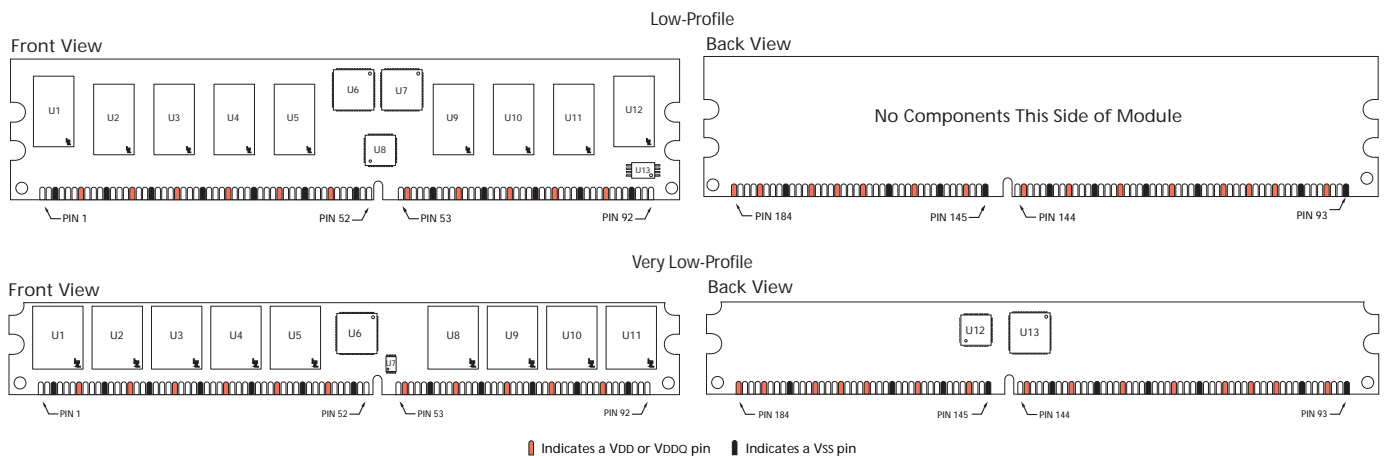 Low-Profile
Front View
Back View
U1
U2
U3
U4
U5
U6
U7
U8
U9
U10
U11
U12
U13
No Components This Side of Module
PIN 1
PIN 52
PIN 53
PIN 92
PIN 184
PIN 145
PIN 144
PIN 93
Very Low-Profile
Front View
Back View
U1
U2
U3
U4
U5
U6
U7
U8
U9
U10
U11
U12
U13
PIN 1
PIN 52
PIN 53
PIN 92
PIN 184
PIN 145
PIN 144
PIN 93
Indicates a VDD or VDDQ pin
Indicates a VSS pin